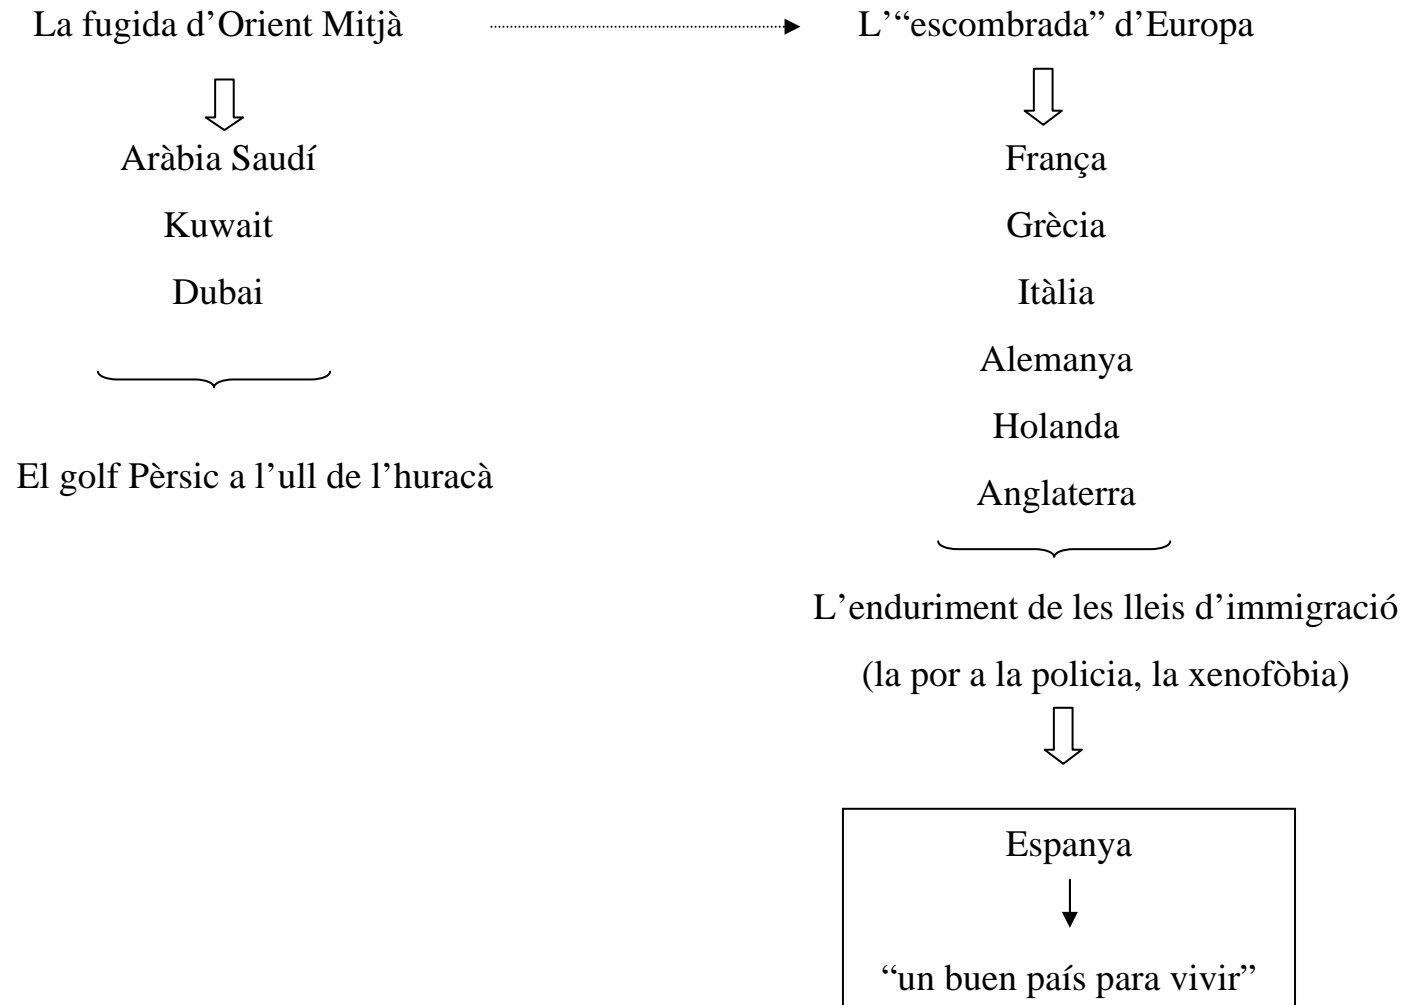 La fugida d’Orient Mitjà
Aràbia Saudí
Kuwait
Dubai
El golf Pèrsic a l’ull de l’huracà
L’“escombrada” d’Europa
França
Grècia
Itàlia
Alemanya
Holanda
Anglaterra
L’enduriment de les lleis d’immigració
(la por a la policia, la xenofòbia)
Espanya
“un buen país para vivir”